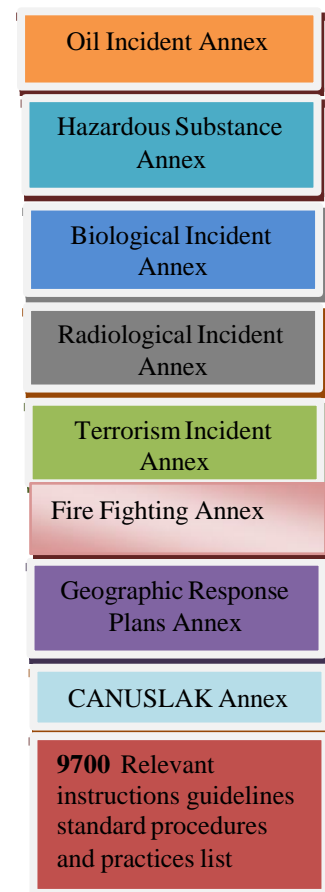 Oil Incident Annex
Hazardous Substance
Annex
Biological Incident
Annex
Radiological Incident
Annex
Terrorism Incident
Annex
Fire Fighting Annex
Geographic Response
Plans Annex
CANUSLAK Annex
9700 Relevant
instructions guidelines
standard procedures
and practices list